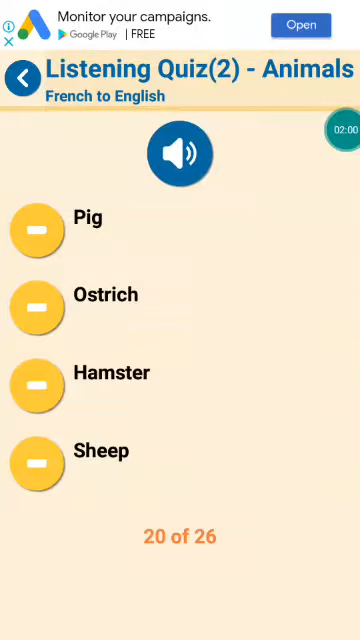 Monitor your campaigns.
Google Play | FREE
Open
Listening Quiz(2) - Animals
French to English
02:00
Pig
Ostrich
Hamster
Sheep
20 of 26